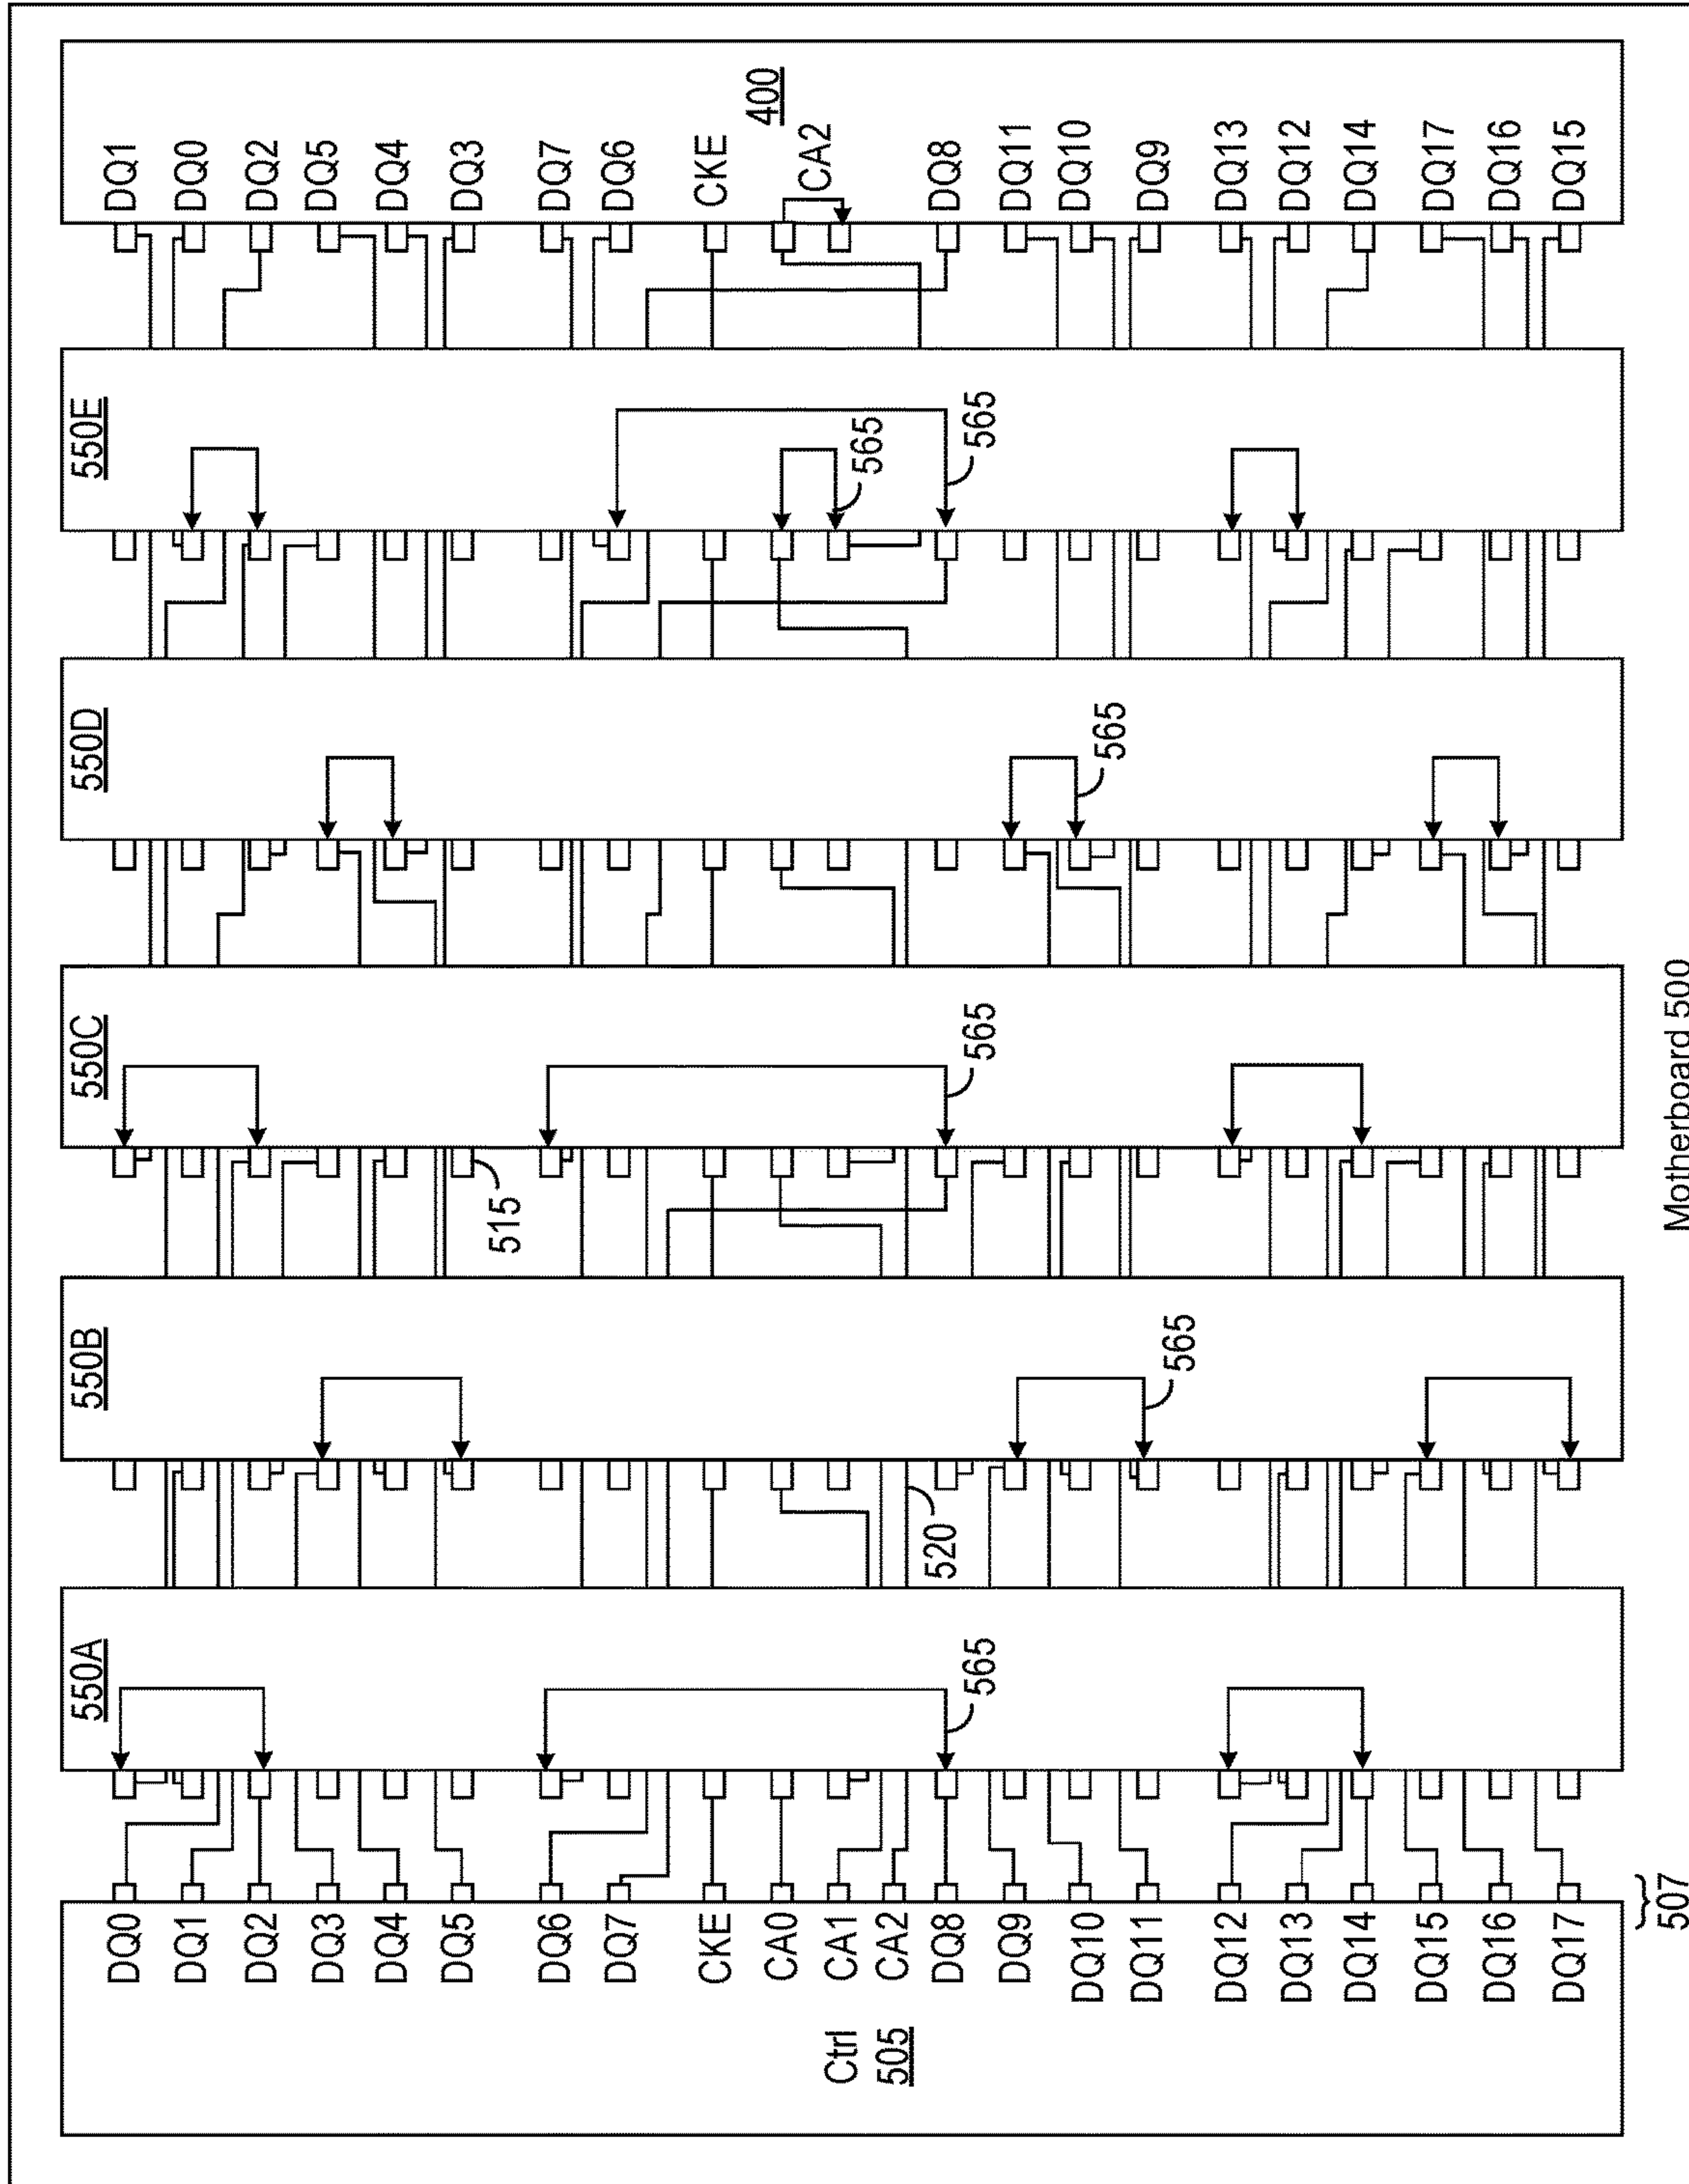 DQ1
DQ0
DQ2
DQ5
DQ4
DQ3
DQ7
DQ6
CKE
400
CA2
DQ8
DQ11
DQ10
DQ9
DQ13
DQ12
DQ14
DQ17
DQ16
DQ15
550E
565
565
550D
565
550C
565
515
550B
565
520
550A
565
DQ0
DQ1
DQ2
DQ3
DQ4
DQ5
DQ6
DQ7
CKE
CA0
CA1
CA2
DQ8
DQ9
DQ10
DQ11
DQ12
DQ13
DQ14
DQ15
DQ16
DQ17
507
Ctrl
505
Motherboard 500